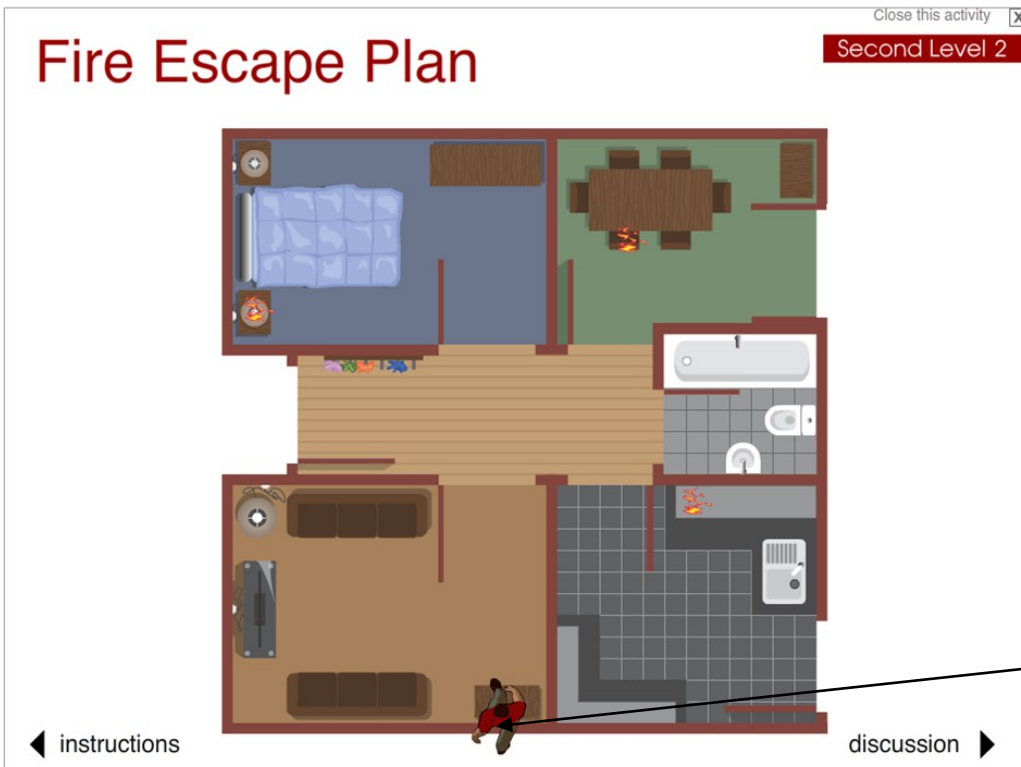 Close this activity X
Fire Escape Plan
Second Level 2
instructions
discussion